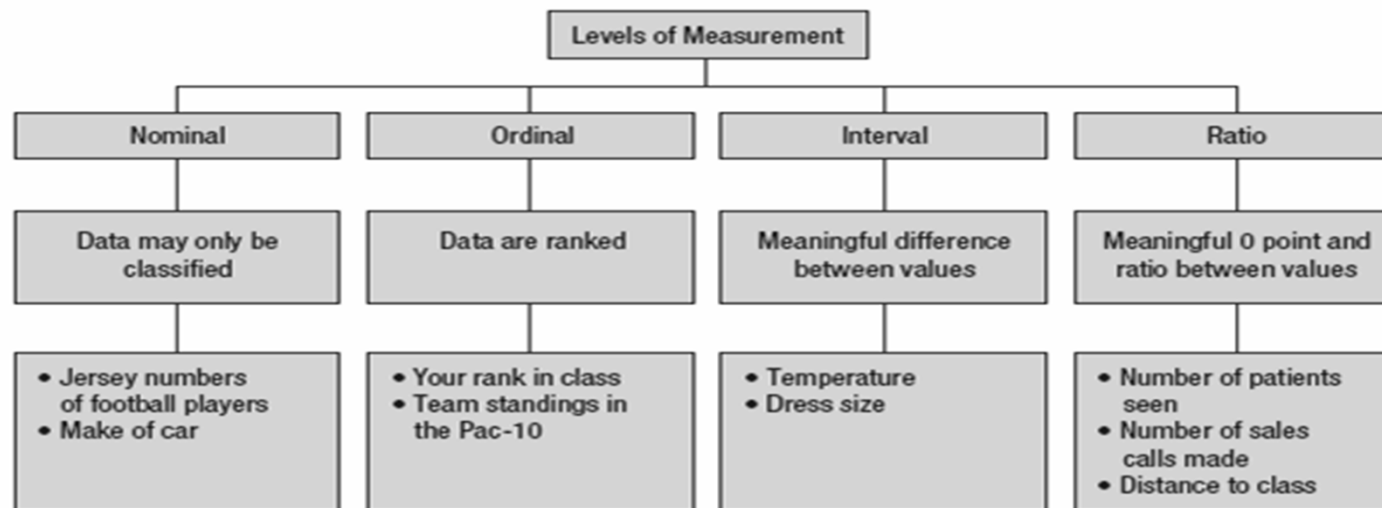 Levels of Measurement
Nominal
Ordinal
Interval
Ratio
Data may only be
classified
Data are ranked
Meaningful difference
between values
Meaningful 0 point and
ratio between values
• Jersey numbers
of football players
• Make of car
• Your rank in class
• Team standings in
the Pac-10
• Temperature
• Dress size
• Number of patients
seen
• Number of sales
calls made
• Distance to class